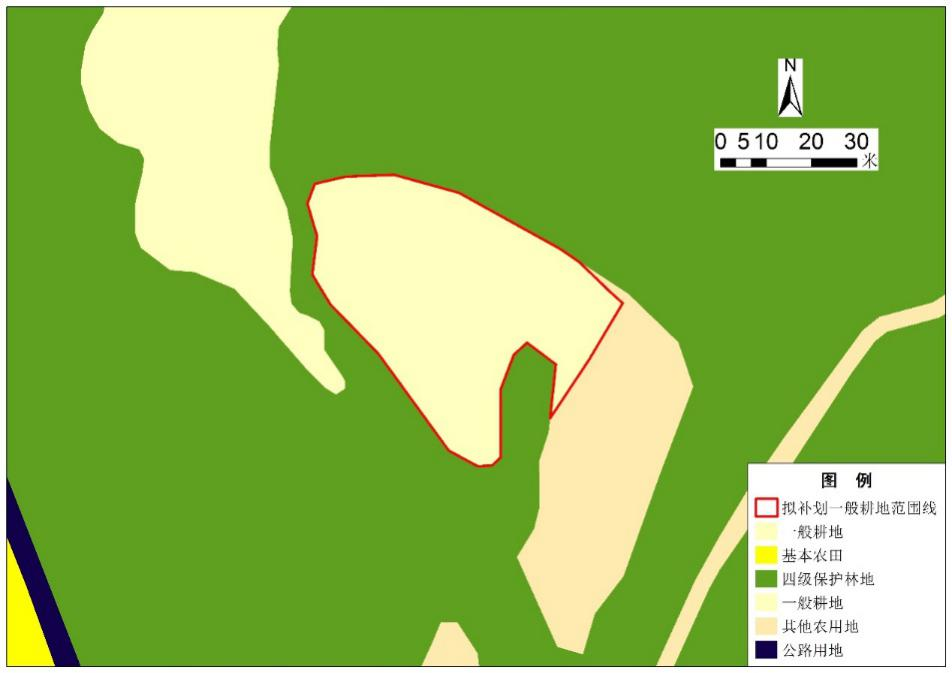 N
0 5 10 20 30
米
图 例
拟补划一般耕地范围线
一般耕地
基本农田
四级保护林地
一般耕地
其他农用地
公路用地